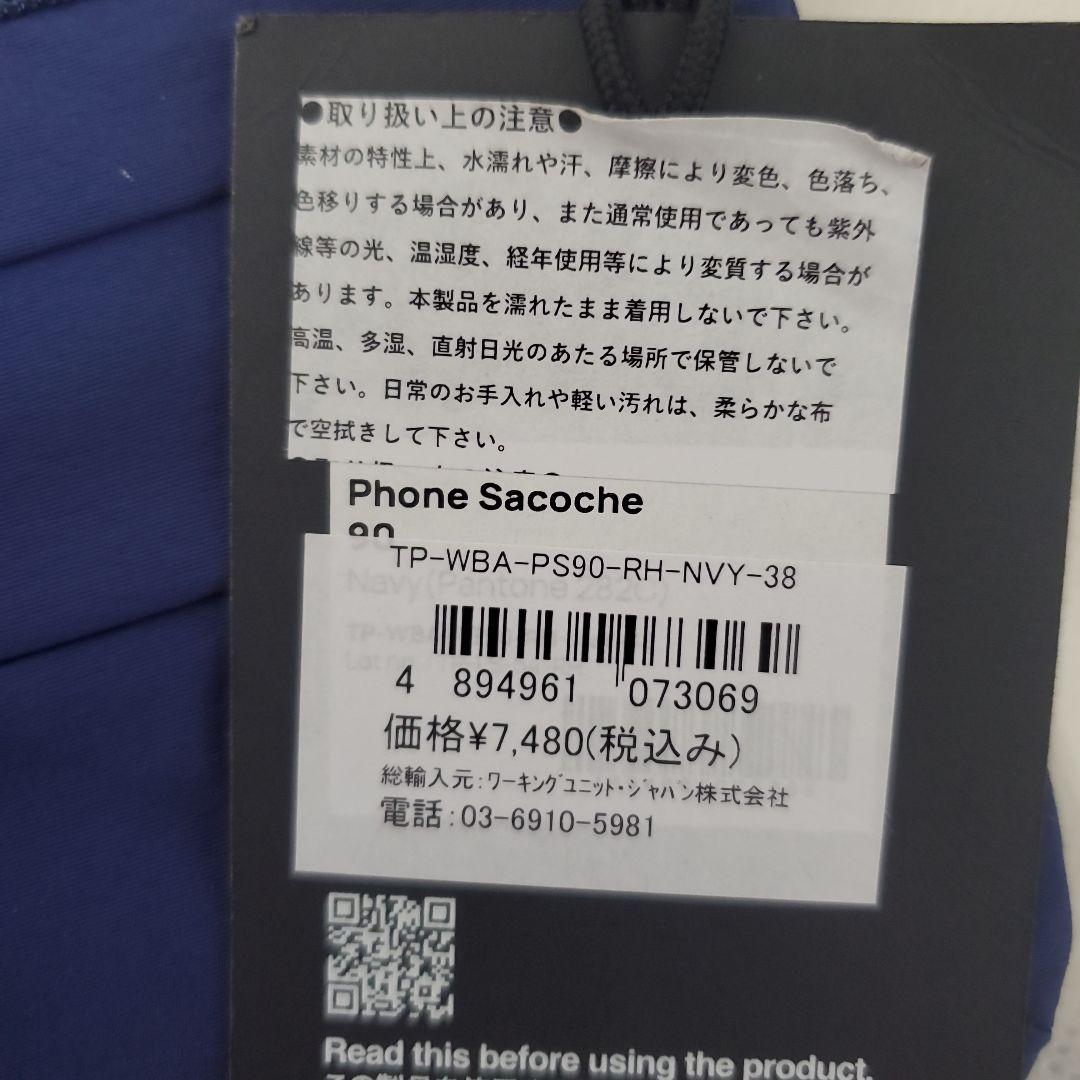 ●取り扱い上の注意●
素材の特性上、水濡れや汗、摩擦により変色、色落ち、
色移りする場合があり、また通常使用であっても紫外
線等の光、温湿度、経年使用等により変質する場合が
あります。本製品を濡れたまま着用しないで下さい。
高温、多湿、直射日光のあたる場所で保管しないで
下さい。日常のお手入れや軽い汚れは、柔らかな布
で空拭きして下さい。
Phone Sacoche
90
TP-WBA-PS90-RH-NVY-38
Navy(Pantone 282C)
4 894961 073069
価格¥7,480(税込み)
総輸入元:ワーキングユニット・ジャパン株式会社
電話:03-6910-5981
Read this before using the product.